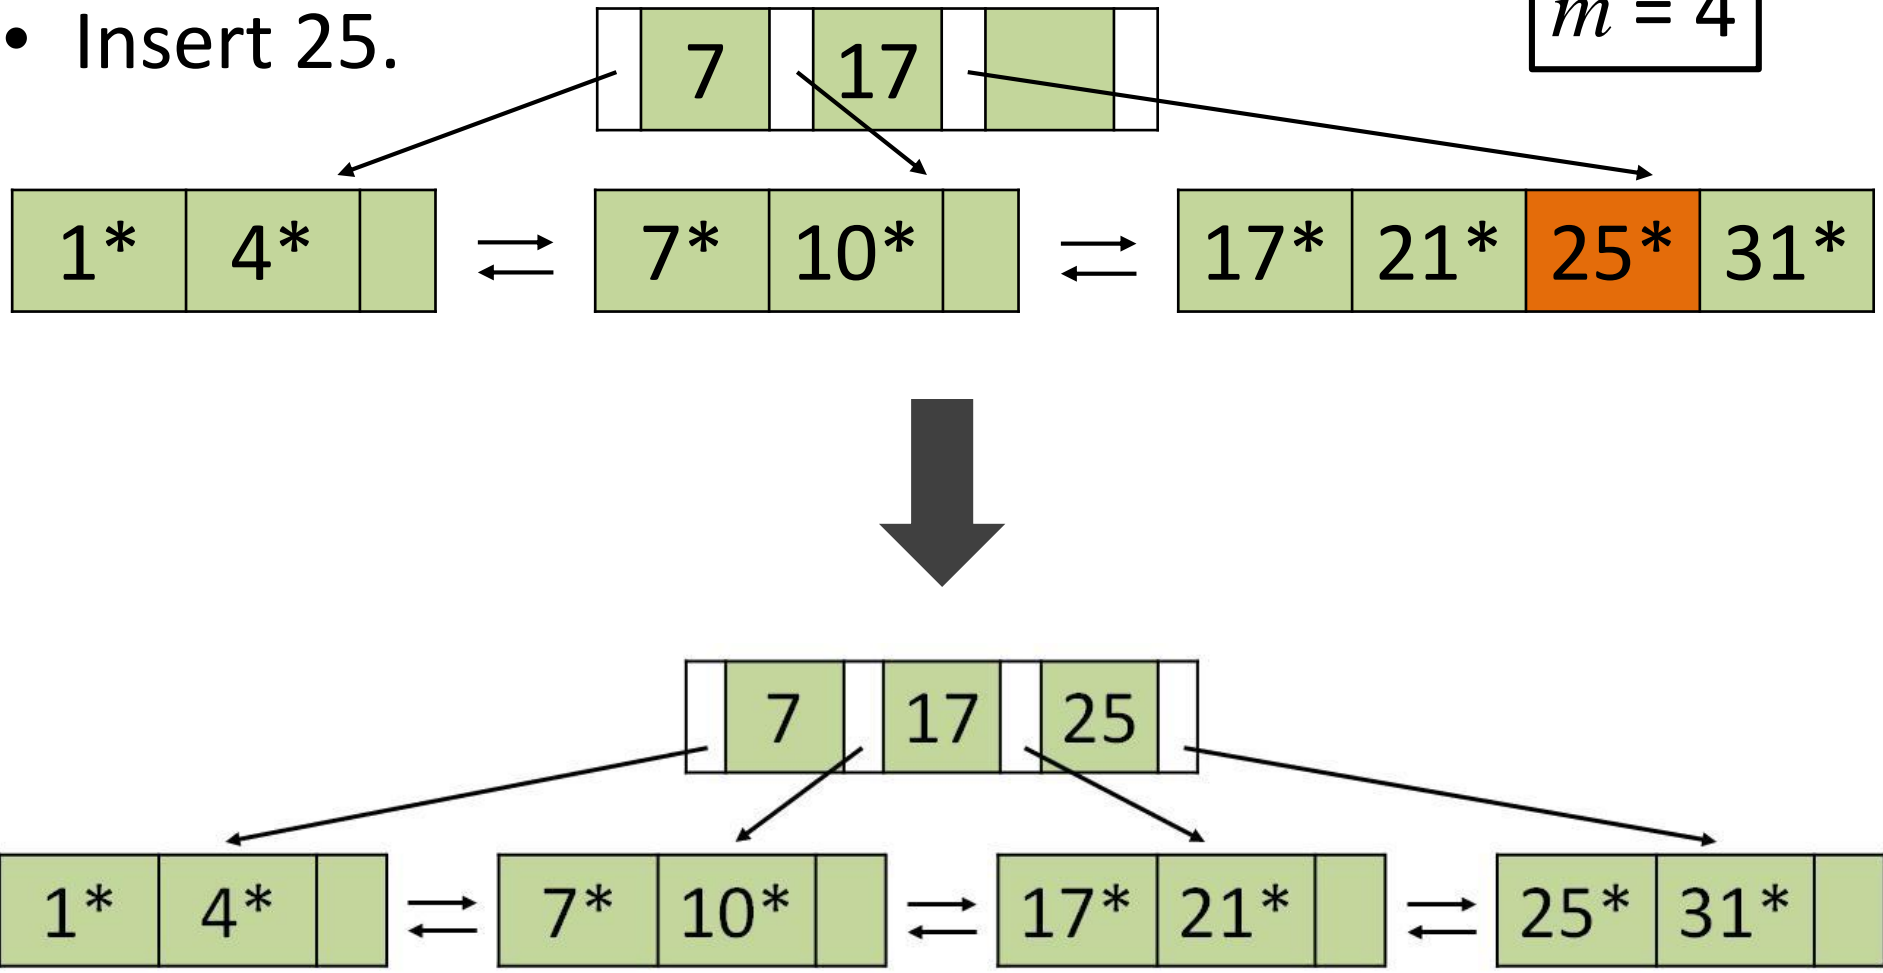 • Insert 25.
m = 4
7 17
1* 4* 7* 10* 17* 21* 25* 31*
7 17 25
1* 4* 7* 10* 17* 21* 25* 31*